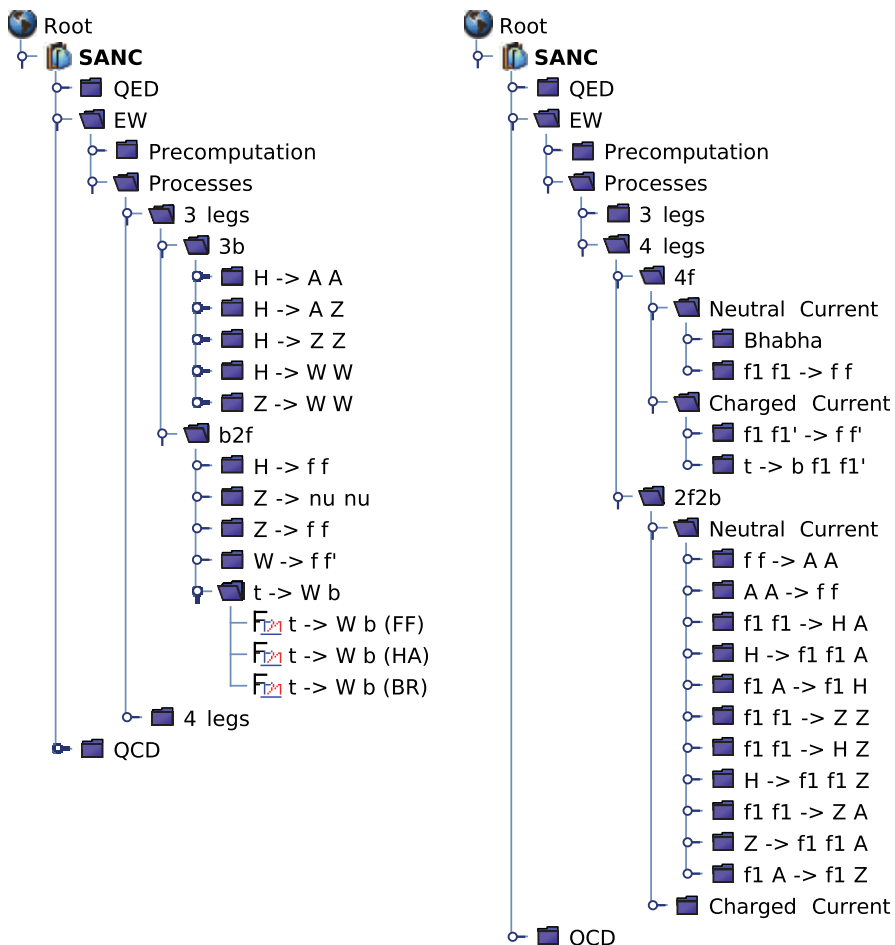 Root
SANC
QED
EW
Precomputation
Processes
3 legs
3b
H -> A A
H -> A Z
H -> Z Z
H -> W W
Z -> W W
b2f
H -> f f
Z -> nu nu
Z -> f f
W -> f f'
t -> W b
t -> W b (FF)
t -> W b (HA)
t -> W b (BR)
4 legs
QCD
Root
SANC
QED
EW
Precomputation
Processes
3 legs
4 legs
4f
Neutral Current
Bhabha
f1 f1 -> f f
Charged Current
f1 f1' -> f f'
t -> b f1 f1'
2f2b
Neutral Current
f f -> A A
A A -> f f
f1 f1 -> H A
H -> f1 f1 A
f1 A -> f1 H
f1 f1 -> Z Z
f1 f1 -> H Z
H -> f1 f1 Z
f1 f1 -> Z A
Z -> f1 f1 A
f1 A -> f1 Z
Charged Current
QCD